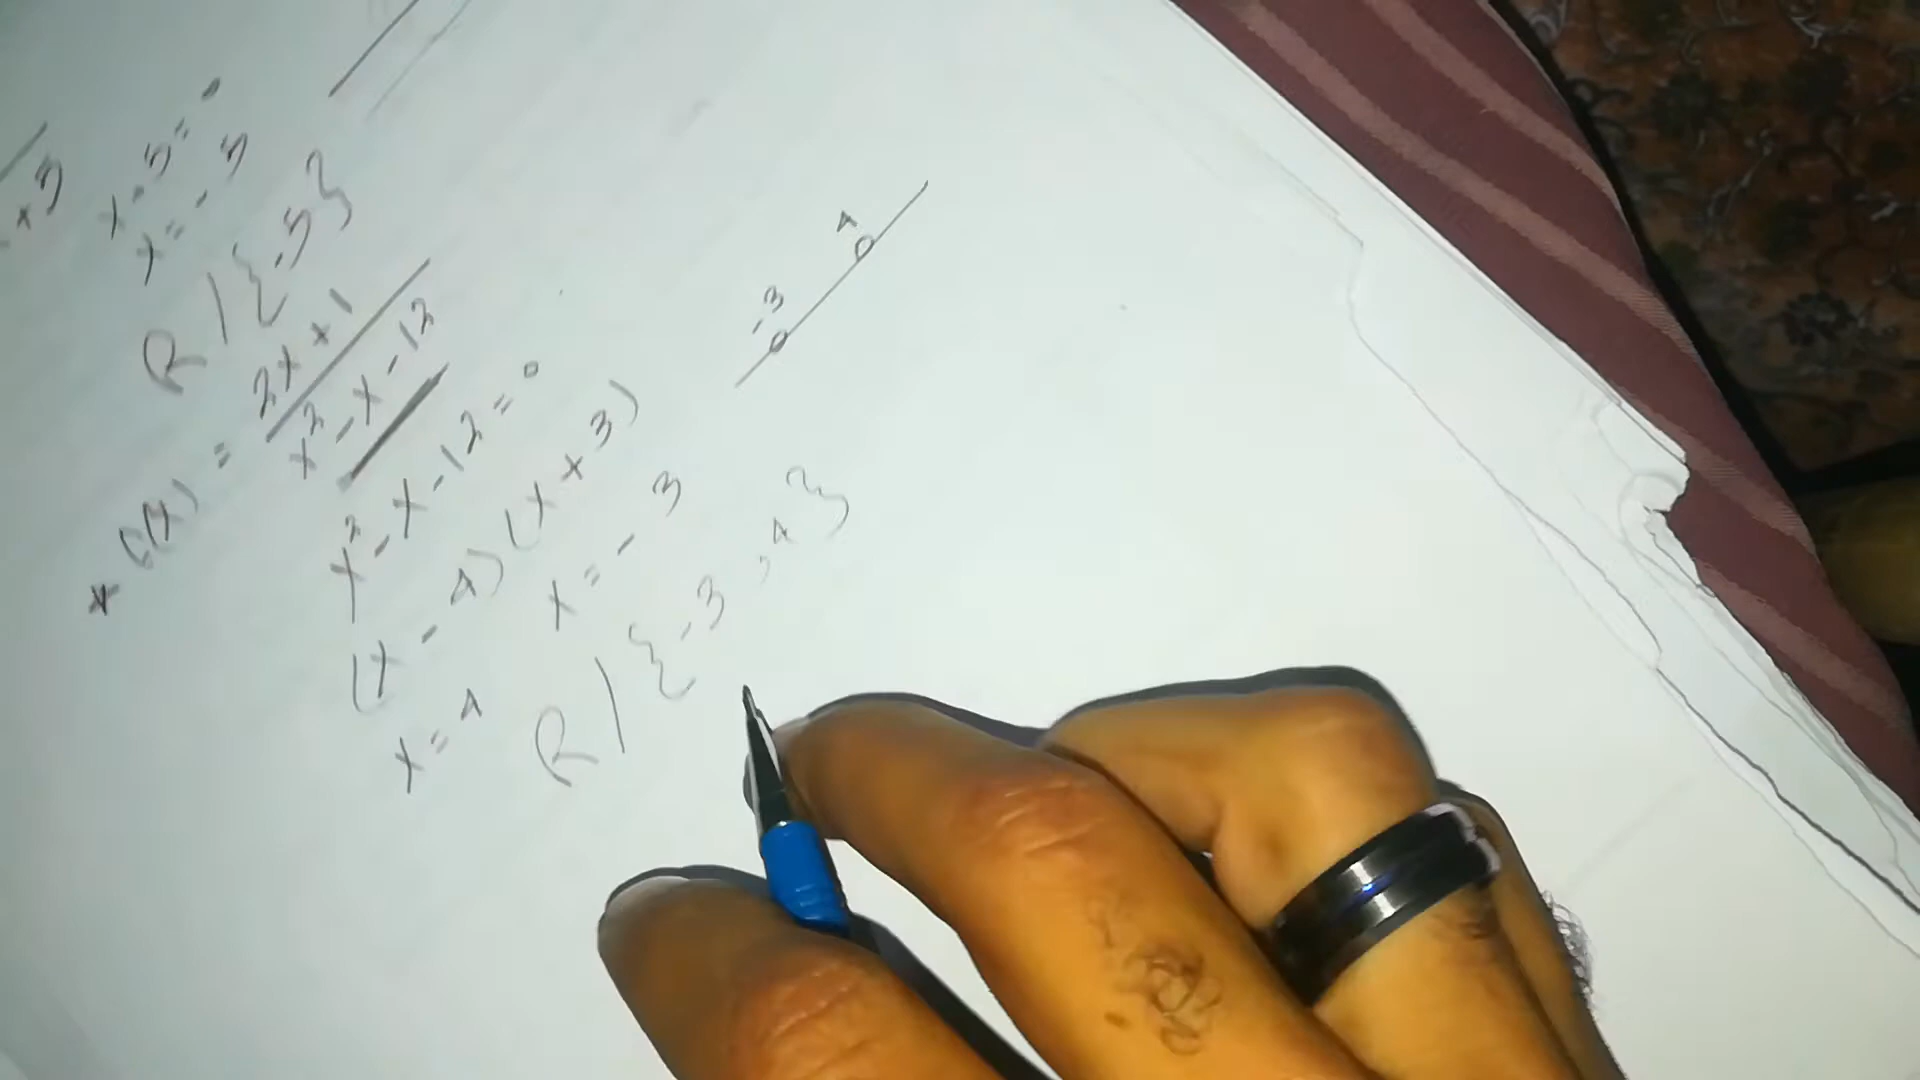 +5
x+5=0
x=-5
R/{-5}
* G(x) = 2x+1
x²-x-12
x²-x-12=0
(x-4)(x+3)
x=4 x=-3
R/{-3,4}
-3 4